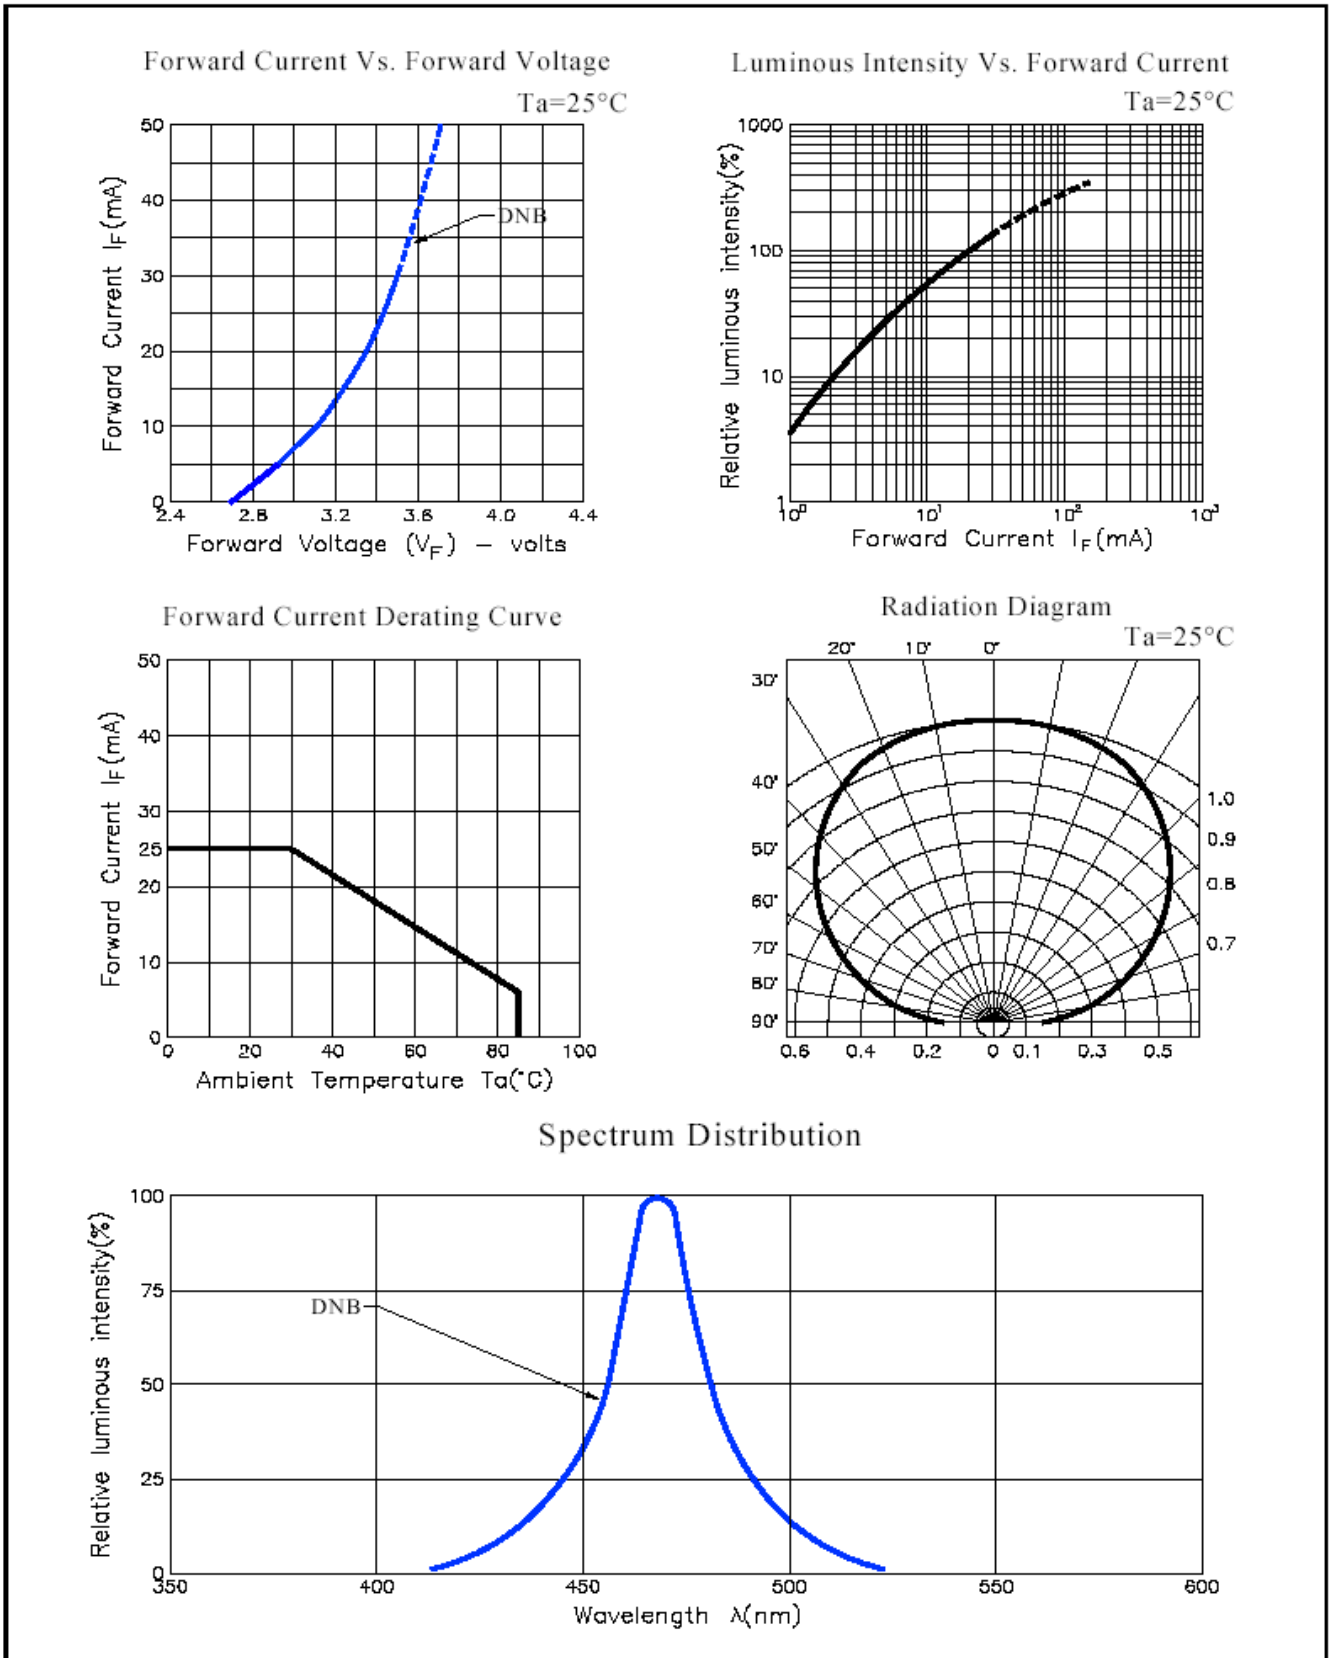 Forward Current Vs. Forward Voltage
Ta=25°C
50
40
30
20
10
0
Forward Current IF(mA)
DNB
2.4 2.8 3.2 3.6 4.0 4.4
Forward Voltage (VF) – volts
Luminous Intensity Vs. Forward Current
Ta=25°C
1000
100
10
1
Relative luminous intensity(%)
10⁰ 10¹ 10² 10³
Forward Current IF(mA)
Forward Current Derating Curve
50
40
30
25
20
10
0
Forward Current IF(mA)
0 20 40 60 80 100
Ambient Temperature Ta(°C)
Radiation Diagram
Ta=25°C
20° 10° 0°
30°
40°
50°
60°
70°
80°
90°
1.0
0.9
0.8
0.7
0.6 0.4 0.2 0 0.1 0.3 0.5
Spectrum Distribution
100
75
50
25
0
Relative luminous intensity(%)
DNB
350 400 450 500 550 600
Wavelength λ(nm)